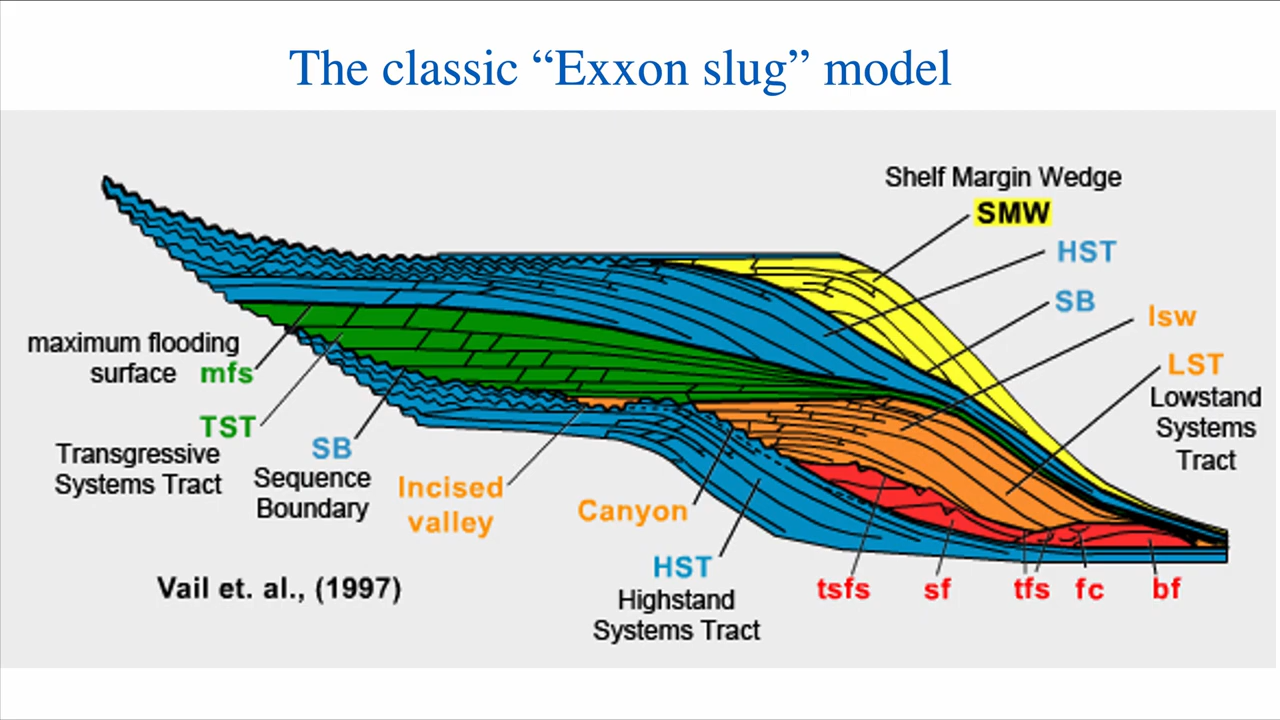 The classic “Exxon slug” model
Shelf Margin Wedge
SMW
HST
SB
lsw
LST
Lowstand
Systems
Tract
maximum flooding
surface mfs
TST
Transgressive
Systems Tract
SB
Sequence
Boundary
Incised
valley
Canyon
HST
Highstand
Systems Tract
tsfs
sf
tfs
fc
bf
Vail et. al., (1997)